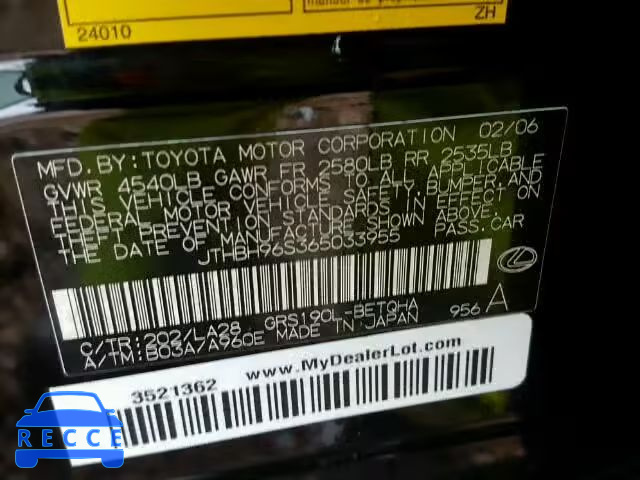 24010
ZH
MFD. BY: TOYOTA MOTOR CORPORATION 02/06
GVWR 4540LB GAWR FR 2580LB RR 2535LB
THIS VEHICLE CONFORMS TO ALL APPLICABLE
FEDERAL MOTOR VEHICLE SAFETY, BUMPER, AND
THEFT PREVENTION STANDARDS IN EFFECT ON
THE DATE OF MANUFACTURE SHOWN ABOVE.
JTHBH96S365033955 PASS. CAR
C/TR: 202/LA28 GRS190L-BETQHA 956 A
A/TM: B03A/A960E MADE IN JAPAN
www.MyDealerLot.com
3521362
RECCE